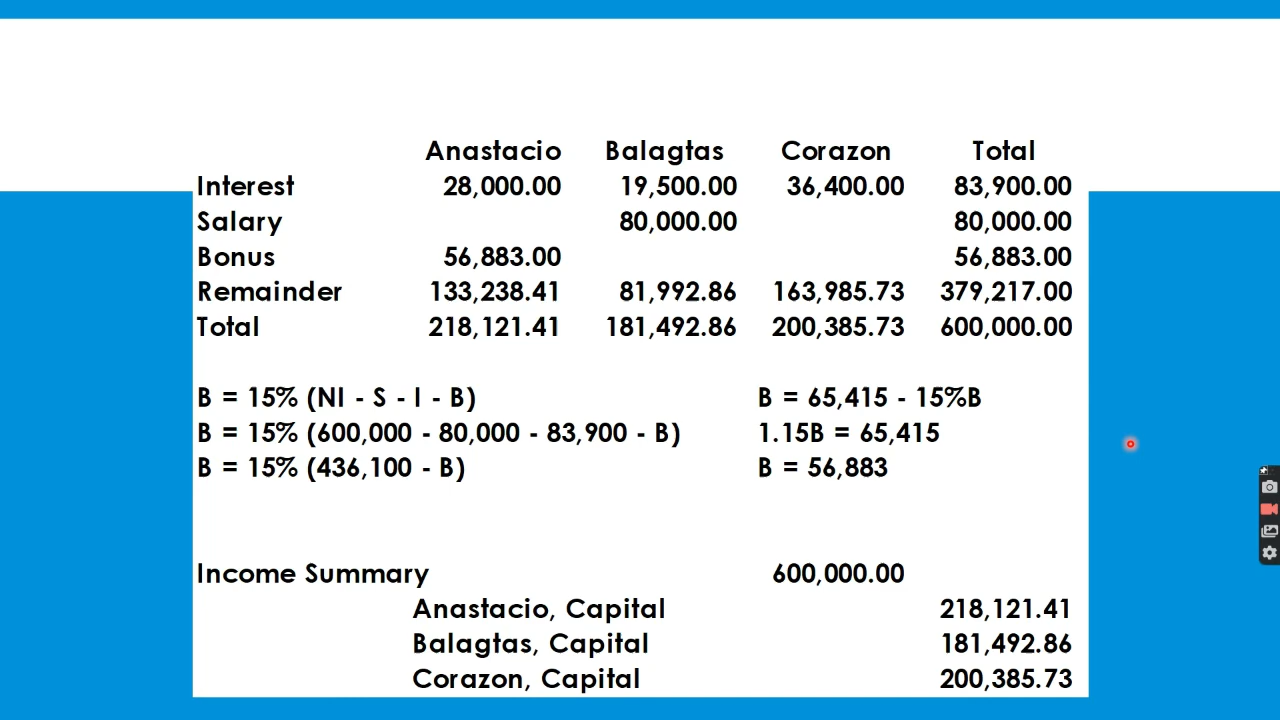 Anastacio Balagtas Corazon Total
Interest 28,000.00 19,500.00 36,400.00 83,900.00
Salary 80,000.00 80,000.00
Bonus 56,883.00 56,883.00
Remainder 133,238.41 81,992.86 163,985.73 379,217.00
Total 218,121.41 181,492.86 200,385.73 600,000.00
B = 15% (NI - S - I - B) B = 65,415 - 15%B
B = 15% (600,000 - 80,000 - 83,900 - B) 1.15B = 65,415
B = 15% (436,100 - B) B = 56,883
Income Summary 600,000.00
Anastacio, Capital 218,121.41
Balagtas, Capital 181,492.86
Corazon, Capital 200,385.73